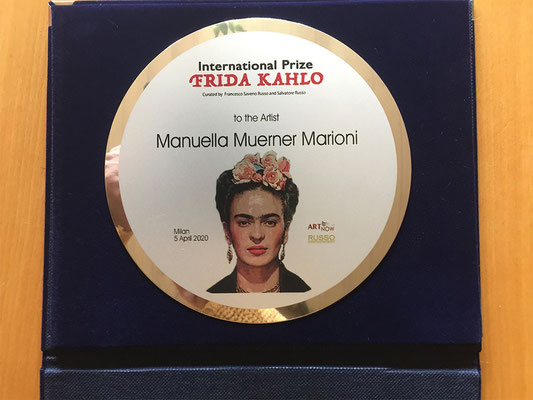 International Prize
FRIDA KAHLO
Curated by Francesco Saverio Russo and Salvatore Russo
to the Artist
Manuella Muerner Marioni
Milan
5 April 2020
ART
NOW
RUSSO